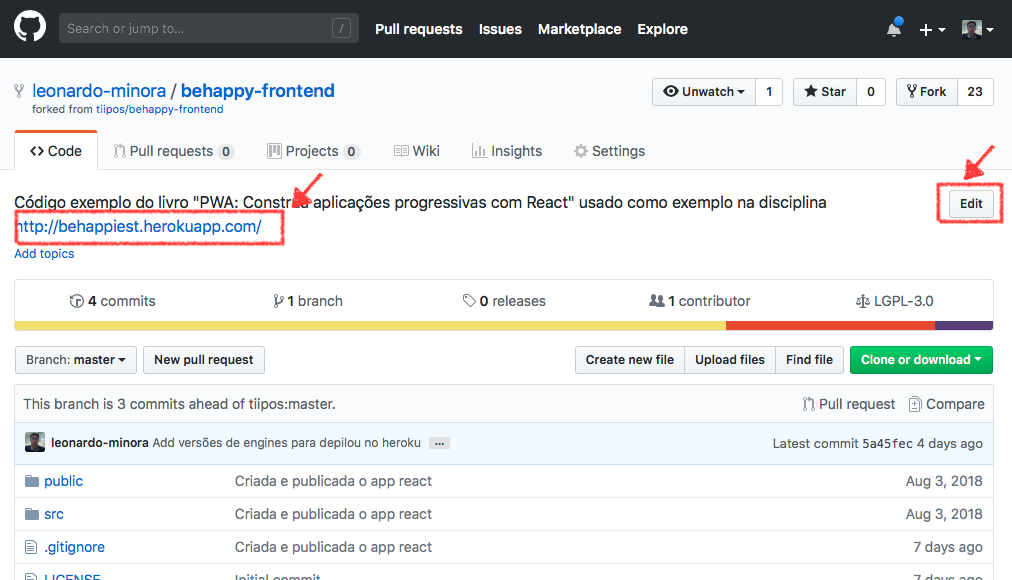 Search or jump to... / Pull requests Issues Marketplace Explore
leonardo-minora / behappy-frontend Unwatch 1 Star 0 Fork 23
forked from tiipos/behappy-frontend
Code Pull requests 0 Projects 0 Wiki Insights Settings
Código exemplo do livro "PWA: Construa aplicações progressivas com React" usado como exemplo na disciplina Edit
http://behappiest.herokuapp.com/
Add topics
4 commits 1 branch 0 releases 1 contributor LGPL-3.0
Branch: master New pull request Create new file Upload files Find file Clone or download
This branch is 3 commits ahead of tiipos:master. Pull request Compare
leonardo-minora Add versões de engines para depilou no heroku ... Latest commit 5a45fec 4 days ago
public Criada e publicada o app react Aug 3, 2018
src Criada e publicada o app react Aug 3, 2018
.gitignore Criada e publicada o app react 7 days ago
LICENSE Initial commit 7 days ago